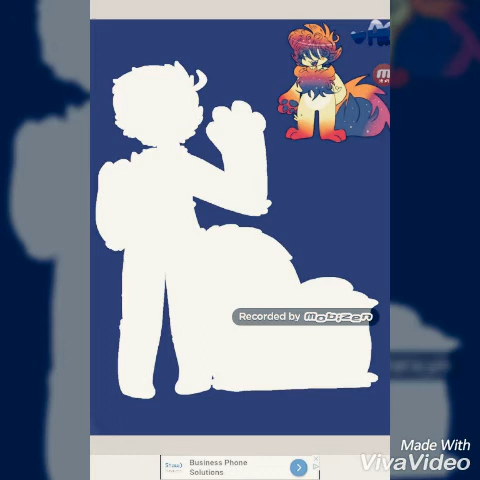 Recorded by mobizen
Business Phone
Solutions
Made With
VivaVideo